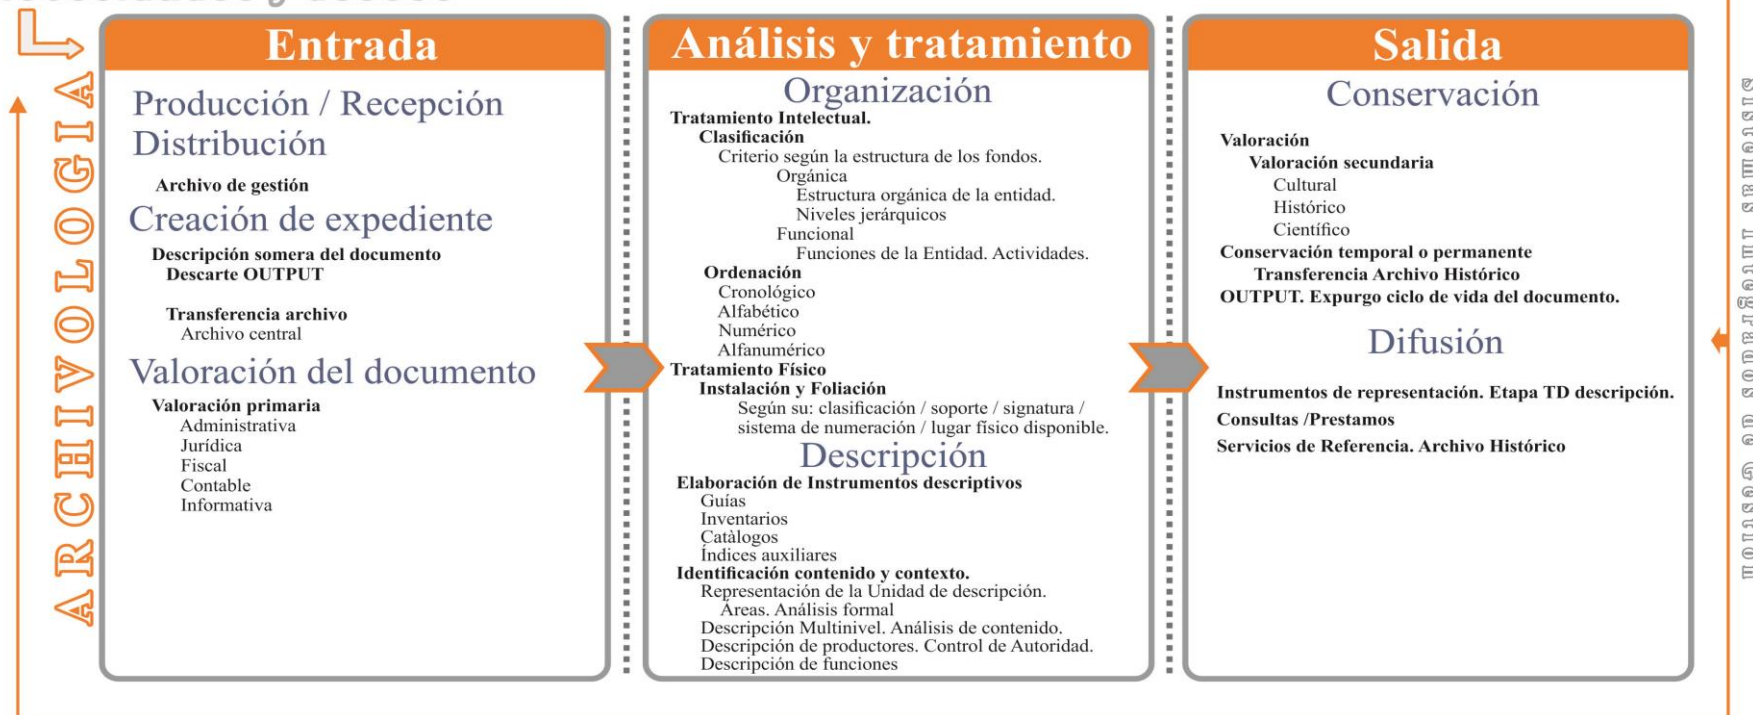 ARCHIVOLOGIA
Entrada
Producción / Recepción
Distribución
Archivo de gestión
Creación de expediente
Descripción somera del documento
Descarte OUTPUT
Transferencia archivo
Archivo central
Valoración del documento
Valoración primaria
Administrativa
Jurídica
Fiscal
Contable
Informativa
Análisis y tratamiento
Organización
Tratamiento Intelectual.
Clasificación
Criterio según la estructura de los fondos.
Orgánica
Estructura orgánica de la entidad.
Niveles jerárquicos
Funcional
Funciones de la Entidad. Actividades.
Ordenación
Cronológico
Alfabético
Numérico
Alfanumérico
Tratamiento Físico
Instalación y Foliación
Según su: clasificación / soporte / signatura /
sistema de numeración / lugar físico disponible.
Descripción
Elaboración de Instrumentos descriptivos
Guías
Inventarios
Catàlogos
Índices auxiliares
Identificación contenido y contexto.
Representación de la Unidad de descripción.
Áreas. Análisis formal
Descripción Multinivel. Análisis de contenido.
Descripción de productores. Control de Autoridad.
Descripción de funciones
Salida
Conservación
Valoración
Valoración secundaria
Cultural
Histórico
Científico
Conservación temporal o permanente
Transferencia Archivo Histórico
OUTPUT. Expurgo ciclo de vida del documento.
Difusión
Instrumentos de representación. Etapa TD descripción.
Consultas /Prestamos
Servicios de Referencia. Archivo Histórico
Sistemas Integrados de Gestión